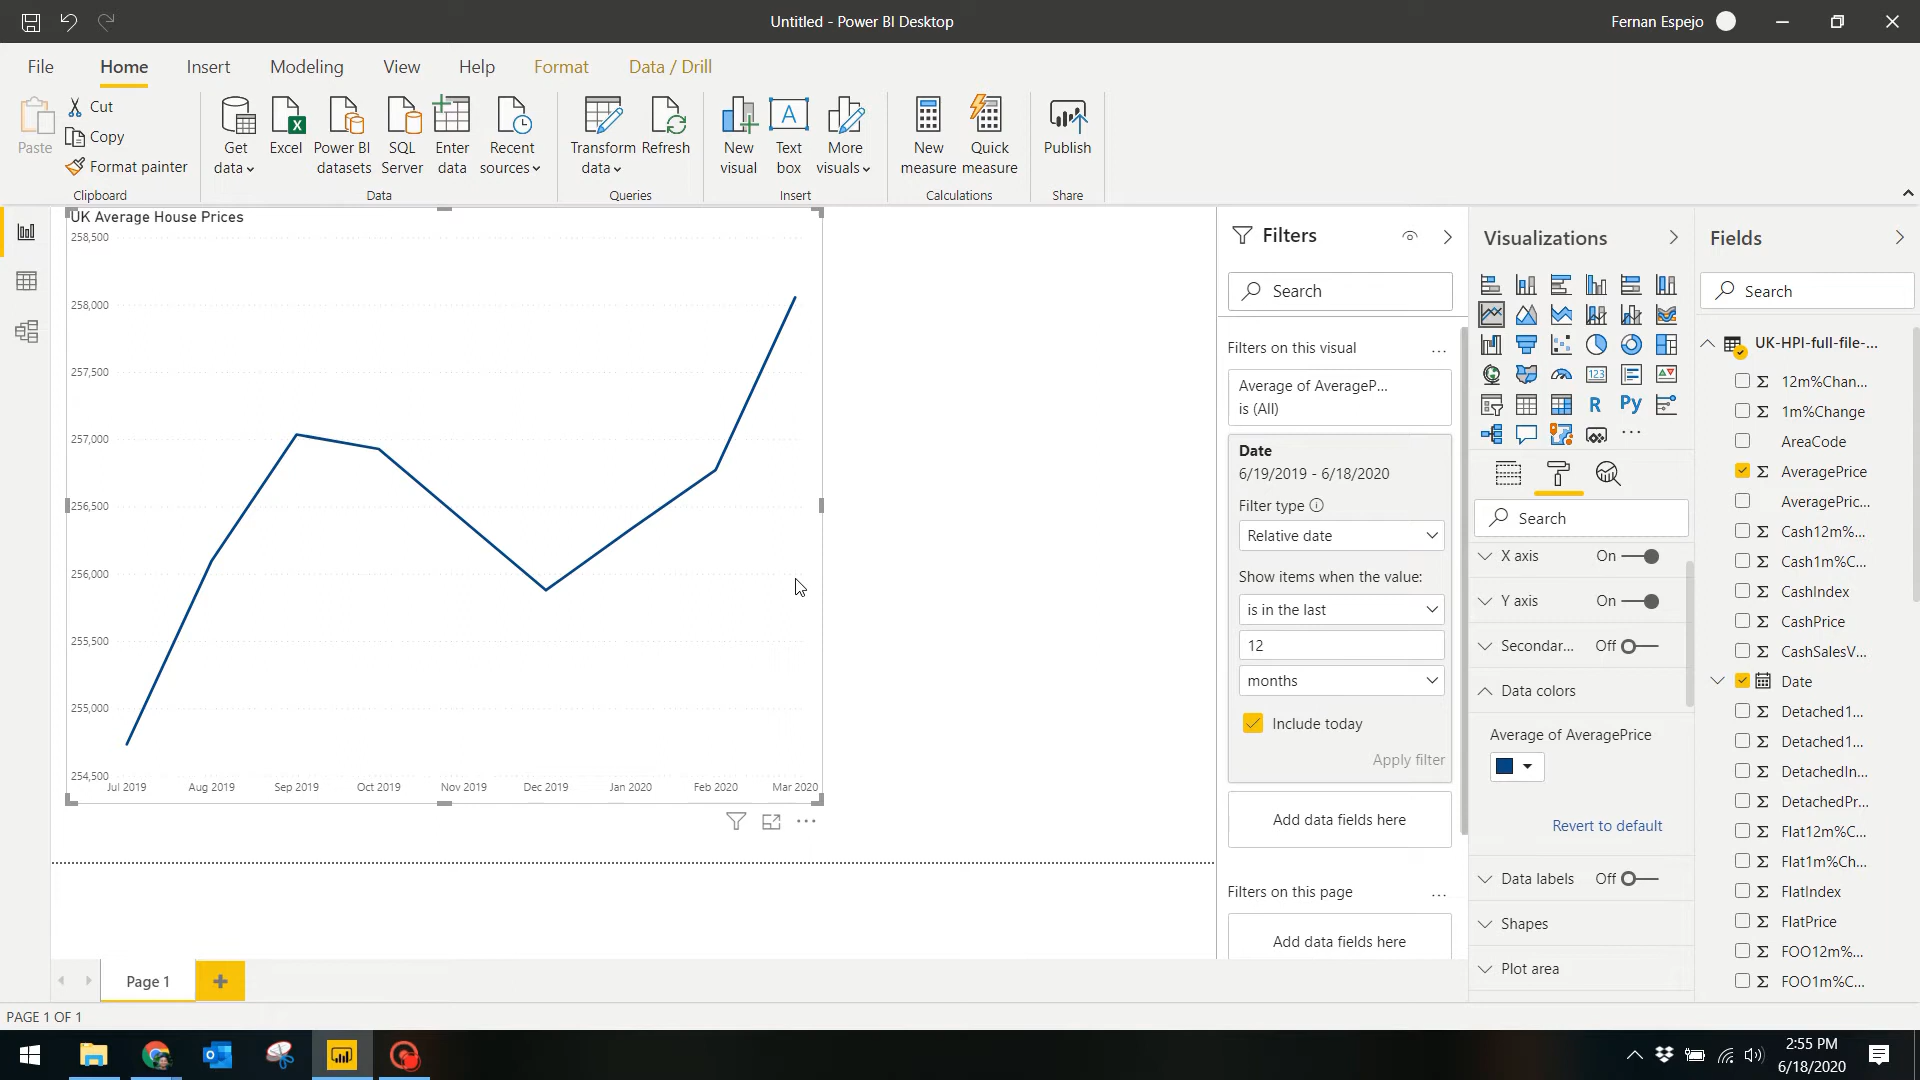 Untitled - Power BI Desktop
Fernan Espejo
File
Home
Insert
Modeling
View
Help
Format
Data / Drill
Paste
Cut
Copy
Format painter
Clipboard
Get
data
Excel
Power BI
datasets
SQL
Server
Enter
data
Recent
sources
Data
Transform
data
Refresh
Queries
New
visual
Text
box
More
visuals
Insert
New
measure
Quick
measure
Calculations
Publish
Share
UK Average House Prices
258,500
258,000
257,500
257,000
256,500
256,000
255,500
255,000
254,500
Jul 2019
Aug 2019
Sep 2019
Oct 2019
Nov 2019
Dec 2019
Jan 2020
Feb 2020
Mar 2020
Filters
Search
Filters on this visual
Average of AverageP...
is (All)
Date
6/19/2019 - 6/18/2020
Filter type
Relative date
Show items when the value:
is in the last
12
months
Include today
Apply filter
Add data fields here
Filters on this page
Add data fields here
Visualizations
123
R
Py
Search
X axis On
Y axis On
Secondar... Off
Data colors
Average of AveragePrice
Revert to default
Data labels Off
Shapes
Plot area
Fields
Search
UK-HPI-full-file-...
12m%Chan...
1m%Change
AreaCode
AveragePrice
AveragePric...
Cash12m%...
Cash1m%C...
CashIndex
CashPrice
CashSalesV...
Date
Detached1...
Detached1...
DetachedIn...
DetachedPr...
Flat12m%C...
Flat1m%Ch...
FlatIndex
FlatPrice
FOO12m%...
FOO1m%C...
Page 1
PAGE 1 OF 1
2:55 PM
6/18/2020